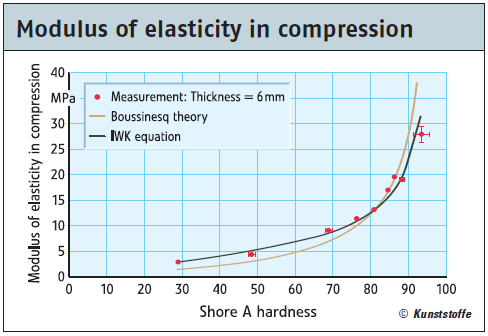 Modulus of elasticity in compression
Modulus of elasticity in compression
40
MPa
30
25
20
15
10
5
0
Measurement: Thickness = 6 mm
Boussinesq theory
IWK equation
0 10 20 30 40 50 60 70 80 90 100
Shore A hardness
© Kunststoffe